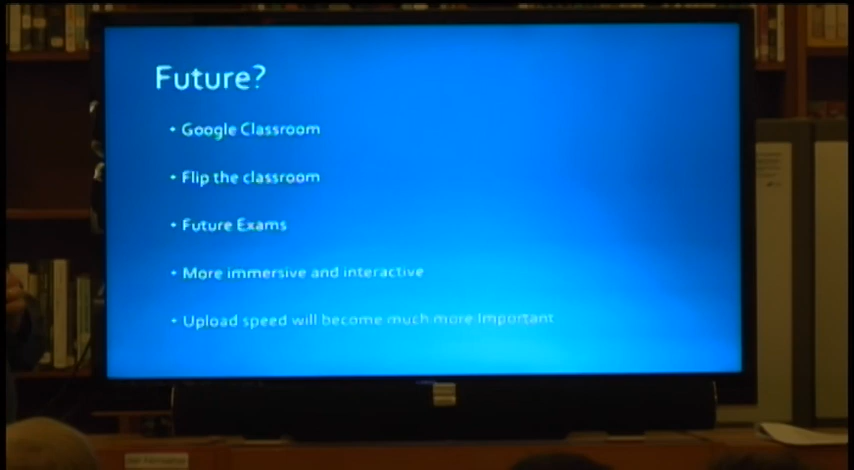 Future?
• Google Classroom
• Flip the classroom
• Future Exams
• More immersive and interactive
• Upload speed will become much more Important